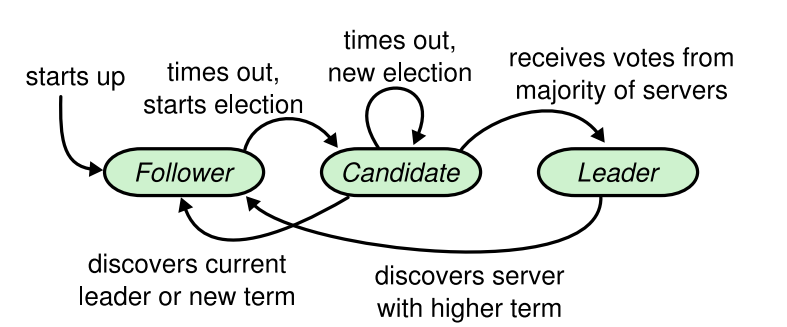 starts up
times out,
starts election
times out,
new election
receives votes from
majority of servers
Follower
Candidate
Leader
discovers current
leader or new term
discovers server
with higher term